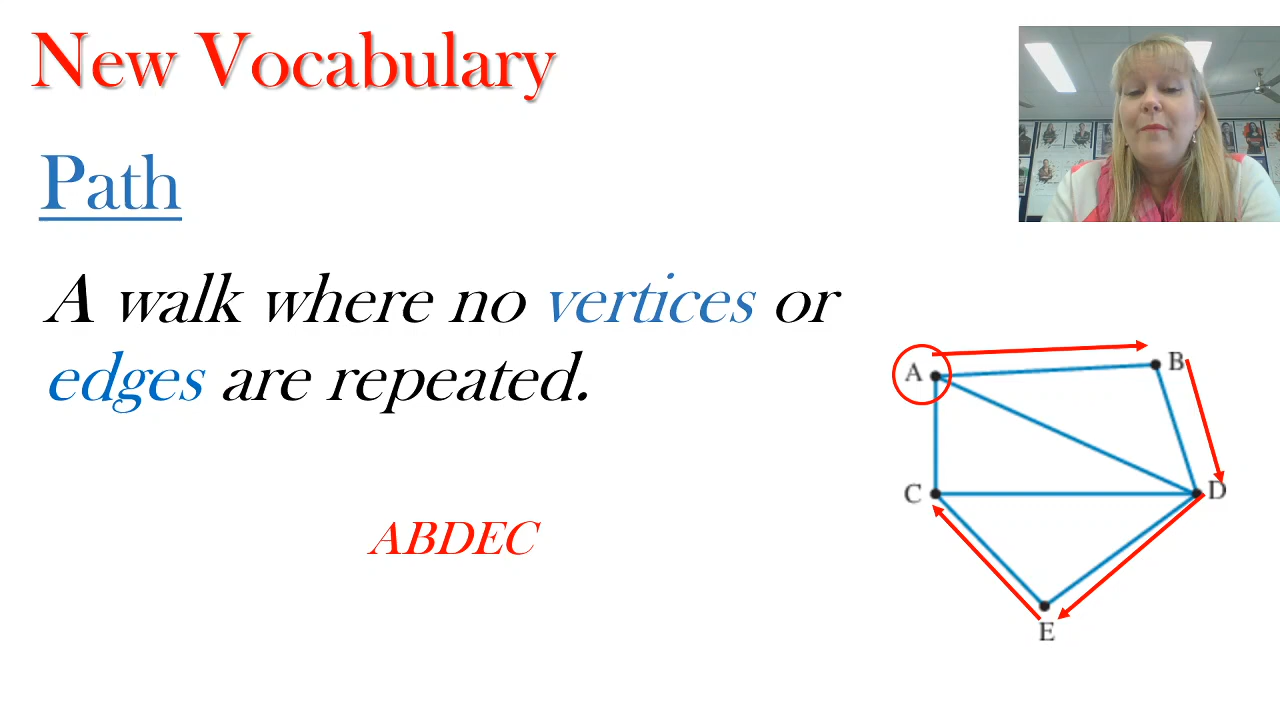 New Vocabulary
Path
A walk where no vertices or
edges are repeated.
ABDEC
A
B
C
D
E